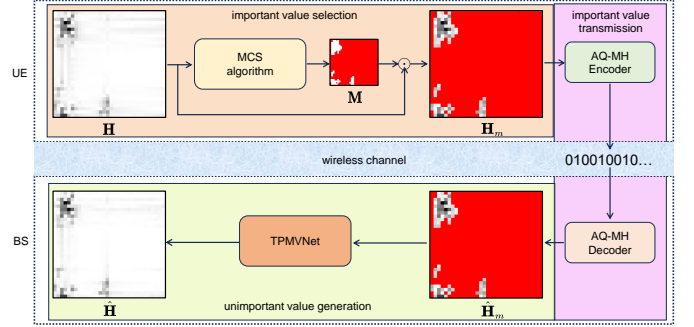 important value selection
important value
transmission
UE
MCS
algorithm
AQ-MH
Encoder
H
M
H_m
wireless channel
010010010...
BS
TPMVNet
AQ-MH
Decoder
Ĥ
unimportant value generation
Ĥ_m